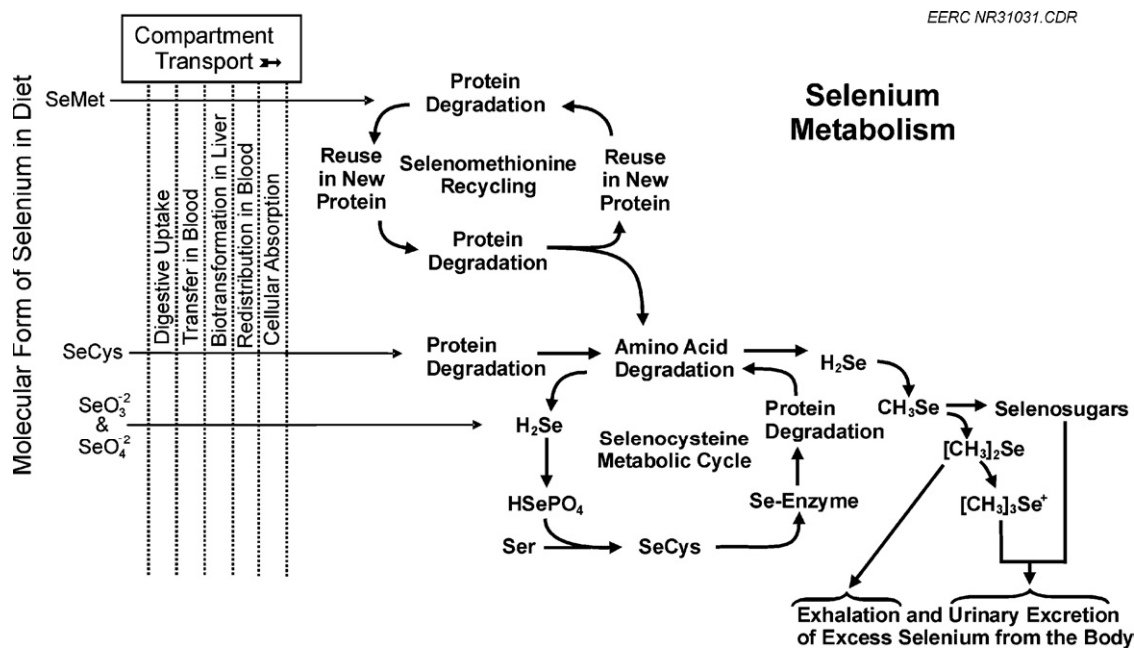 EERC NR31031.CDR
Compartment
Transport ➳
Molecular Form of Selenium in Diet
SeMet
SeCys
SeO₃⁻²
&
SeO₄⁻²
Digestive Uptake
Transfer in Blood
Biotransformation in Liver
Redistribution in Blood
Cellular Absorption
Selenium
Metabolism
Protein
Degradation
Reuse
in New
Protein
Selenomethionine
Recycling
Reuse
in New
Protein
Protein
Degradation
Protein
Degradation
Amino Acid
Degradation
H₂Se
H₂Se
CH₃Se
Selenosugars
Protein
Degradation
Selenocysteine
Metabolic Cycle
[CH₃]₂Se
HSePO₄
Se-Enzyme
[CH₃]₃Se⁺
Ser
SeCys
Exhalation and Urinary Excretion
of Excess Selenium from the Body